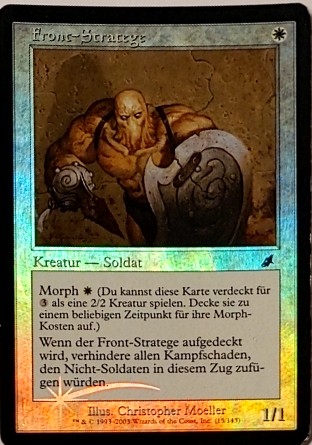 Front-Stratege
Kreatur — Soldat
Morph (Du kannst diese Karte verdeckt für
3 als eine 2/2 Kreatur spielen. Decke sie zu
einem beliebigen Zeitpunkt für ihre Morph-
Kosten auf.)
Wenn der Front-Stratege aufgedeckt
wird, verhindere allen Kampfschaden,
den Nicht-Soldaten in diesem Zug zufü-
gen würden.
Illus. Christopher Moeller
™ & © 1993-2003 Wizards of the Coast, Inc. (15/143)
1/1